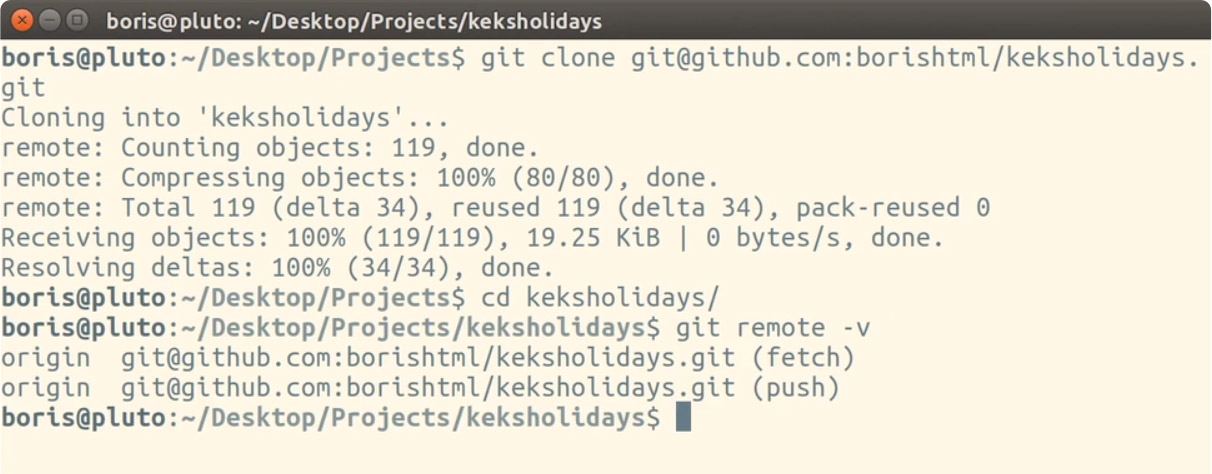 boris@pluto: ~/Desktop/Projects/keksholidays
boris@pluto:~/Desktop/Projects$ git clone git@github.com:borishtml/keksholidays.
git
Cloning into 'keksholidays'...
remote: Counting objects: 119, done.
remote: Compressing objects: 100% (80/80), done.
remote: Total 119 (delta 34), reused 119 (delta 34), pack-reused 0
Receiving objects: 100% (119/119), 19.25 KiB | 0 bytes/s, done.
Resolving deltas: 100% (34/34), done.
boris@pluto:~/Desktop/Projects$ cd keksholidays/
boris@pluto:~/Desktop/Projects/keksholidays$ git remote -v
origin  git@github.com:borishtml/keksholidays.git (fetch)
origin  git@github.com:borishtml/keksholidays.git (push)
boris@pluto:~/Desktop/Projects/keksholidays$